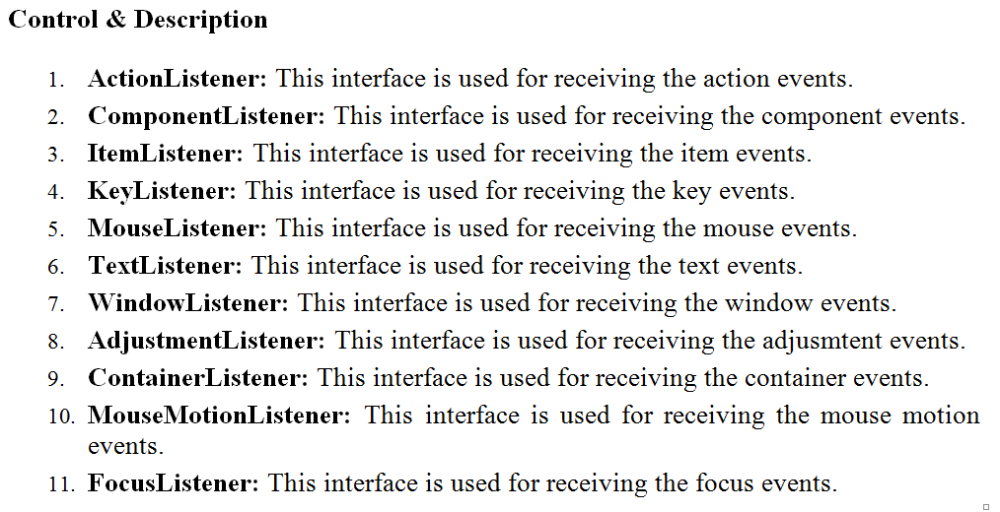 Control & Description
1. ActionListener: This interface is used for receiving the action events.
2. ComponentListener: This interface is used for receiving the component events.
3. ItemListener: This interface is used for receiving the item events.
4. KeyListener: This interface is used for receiving the key events.
5. MouseListener: This interface is used for receiving the mouse events.
6. TextListener: This interface is used for receiving the text events.
7. WindowListener: This interface is used for receiving the window events.
8. AdjustmentListener: This interface is used for receiving the adjusmtent events.
9. ContainerListener: This interface is used for receiving the container events.
10. MouseMotionListener: This interface is used for receiving the mouse motion
events.
11. FocusListener: This interface is used for receiving the focus events.